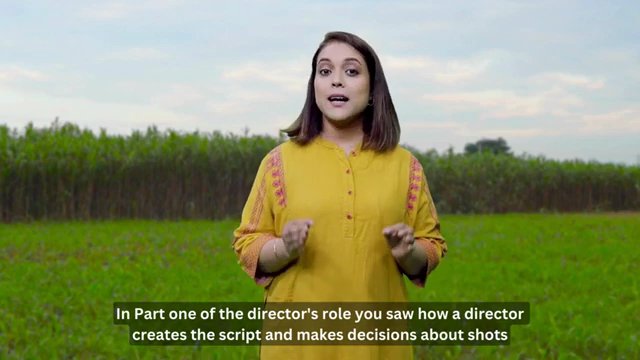 In Part one of the director's role you saw how a director
creates the script and makes decisions about shots